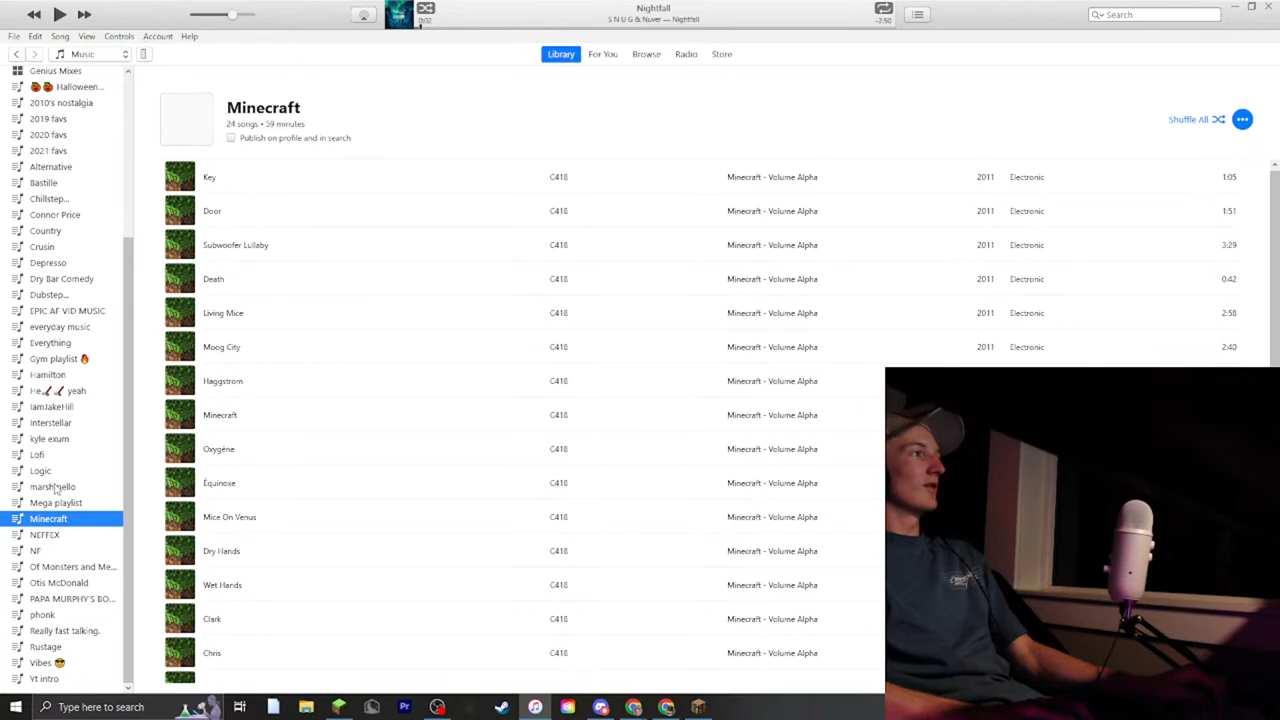 Nightfall
0:02
S N U G & Nuver — Nightfall
-2:50
Search
File Edit Song View Controls Account Help
Music
Library For You Browse Radio Store
Genius Mixes
🎃 🎃 Halloween...
2010's nostalgia
2019 favs
2020 favs
2021 favs
Alternative
Bastille
Chillstep...
Connor Price
Country
Crusin
Depresso
Dry Bar Comedy
Dubstep...
EPIC AF VID MUSIC
everyday music
Everything
Gym playlist 🔥
Hamilton
He🏒🏒 yeah
IamJakeHill
Interstellar
kyle exum
Lofi
Logic
marshmello
Mega playlist
Minecraft
NEFFEX
NF
Of Monsters and Me...
Otis McDonald
PAPA MURPHY'S BO...
phonk
Really fast talking.
Rustage
Vibes 😎
Yt intro
Minecraft
24 songs • 59 minutes
Publish on profile and in search
Shuffle All
Key C418 Minecraft - Volume Alpha 2011 Electronic 1:05
Door C418 Minecraft - Volume Alpha 2011 Electronic 1:51
Subwoofer Lullaby C418 Minecraft - Volume Alpha 2011 Electronic 3:29
Death C418 Minecraft - Volume Alpha 2011 Electronic 0:42
Living Mice C418 Minecraft - Volume Alpha 2011 Electronic 2:58
Moog City C418 Minecraft - Volume Alpha 2011 Electronic 2:40
Haggstrom C418 Minecraft - Volume Alpha
Minecraft C418 Minecraft - Volume Alpha
Oxygène C418 Minecraft - Volume Alpha
Équinoxe C418 Minecraft - Volume Alpha
Mice On Venus C418 Minecraft - Volume Alpha
Dry Hands C418 Minecraft - Volume Alpha
Wet Hands C418 Minecraft - Volume Alpha
Clark C418 Minecraft - Volume Alpha
Chris C418 Minecraft - Volume Alpha
Type here to search
Pr